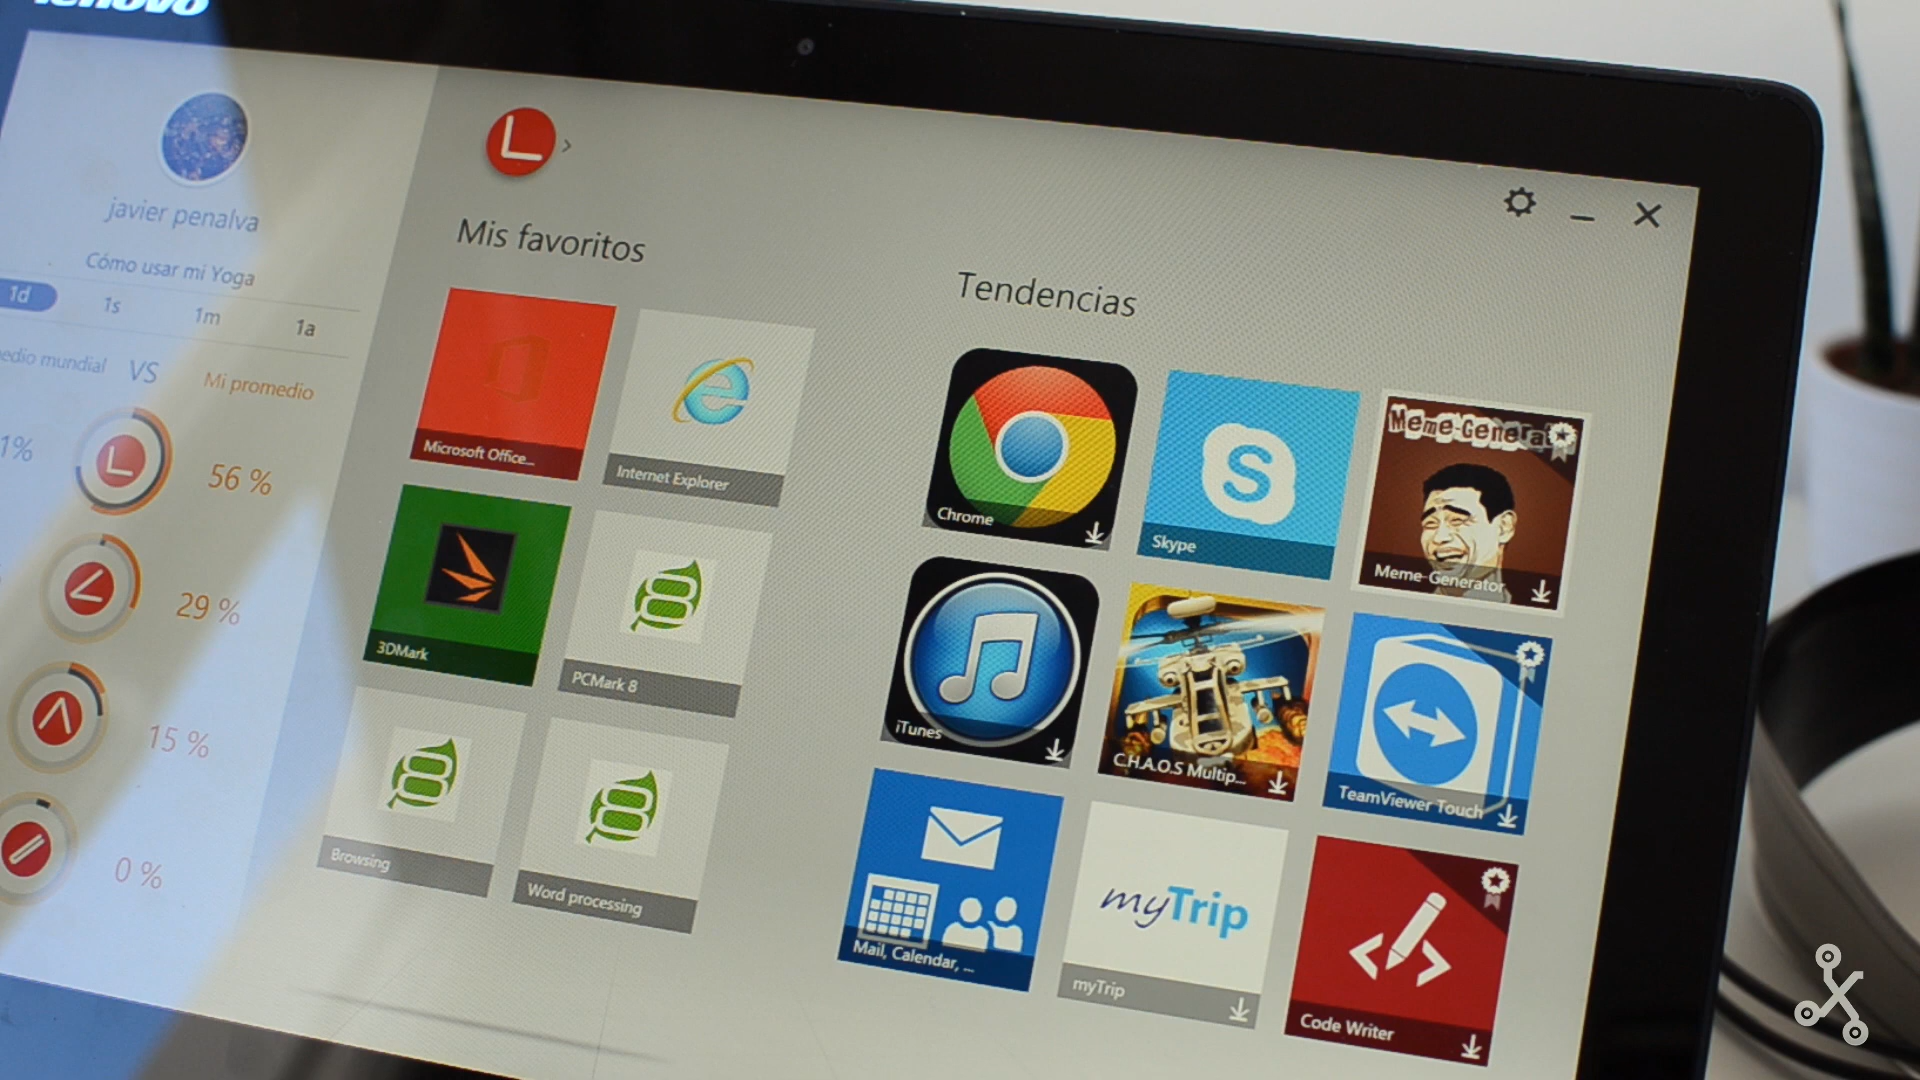 lenovo
javier penalva
Cómo usar mi Yoga
1d 1s 1m 1a
mundial VS Mi promedio
1% 56 %
29 %
15 %
0 %
Mis favoritos
Microsoft Office...
Internet Explorer
3DMark
PCMark 8
Browsing
Word processing
Tendencias
Chrome
Skype
Meme-Genera
Meme-Generator
iTunes
C.H.A.O.S Multip...
TeamViewer Touch
Mail, Calendar, ...
myTrip
myTrip
Code Writer